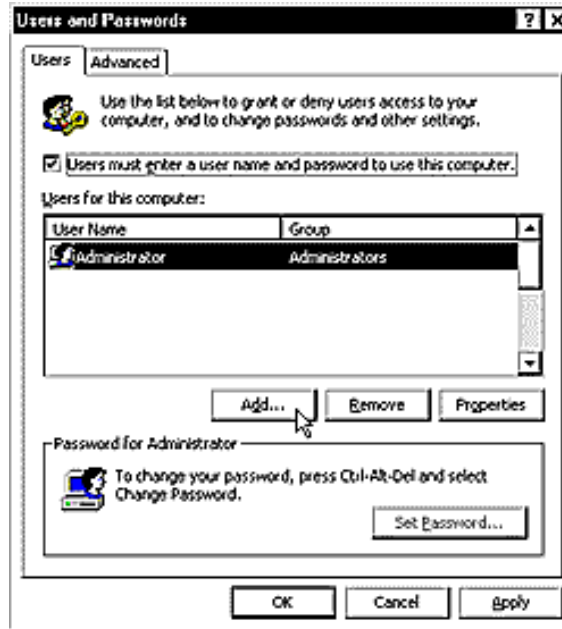 Users and Passwords
Users Advanced
Use the list below to grant or deny users access to your
computer, and to change passwords and other settings.
Users must enter a user name and password to use this computer.
Users for this computer:
User Name Group
Administrator Administrators
Add... Remove Properties
Password for Administrator
To change your password, press Ctrl-Alt-Del and select
Change Password.
Set Password...
OK Cancel Apply